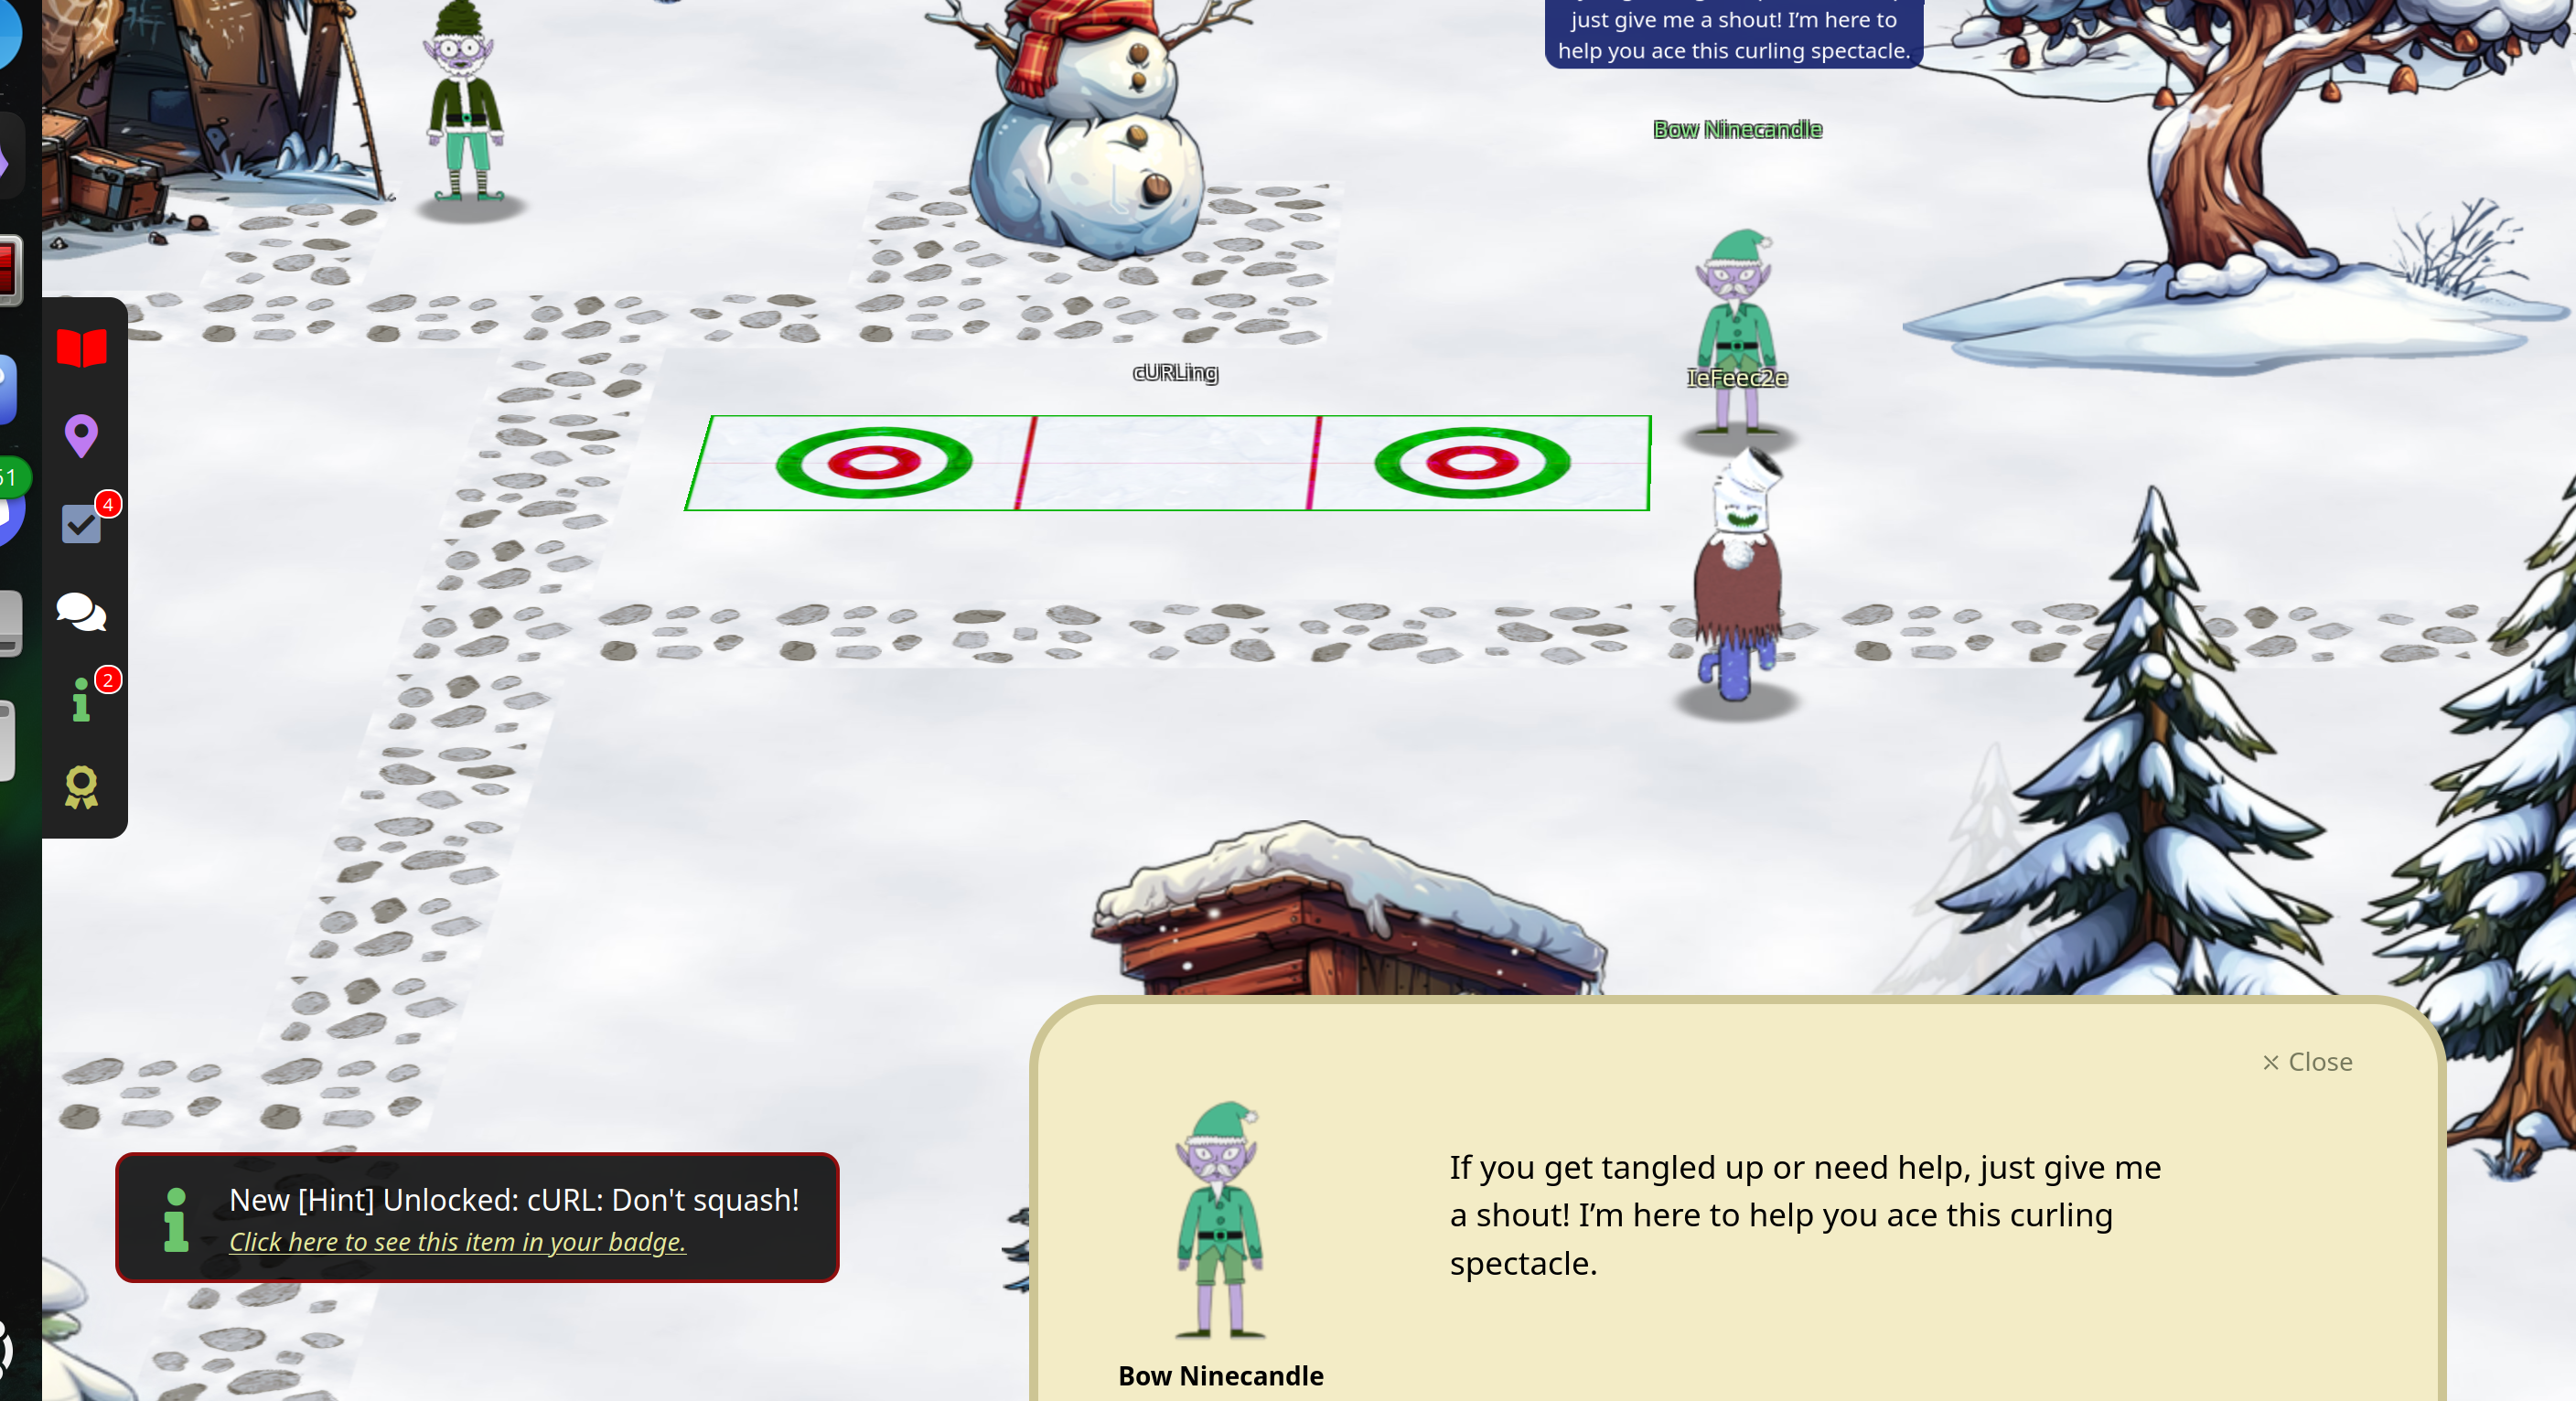 just give me a shout! I'm here to
help you ace this curling spectacle.
Bow Ninecandle
cURLing
IeFeec2e
51
4
2
× Close
If you get tangled up or need help, just give me
a shout! I'm here to help you ace this curling
spectacle.
Bow Ninecandle
New [Hint] Unlocked: cURL: Don't squash!
Click here to see this item in your badge.